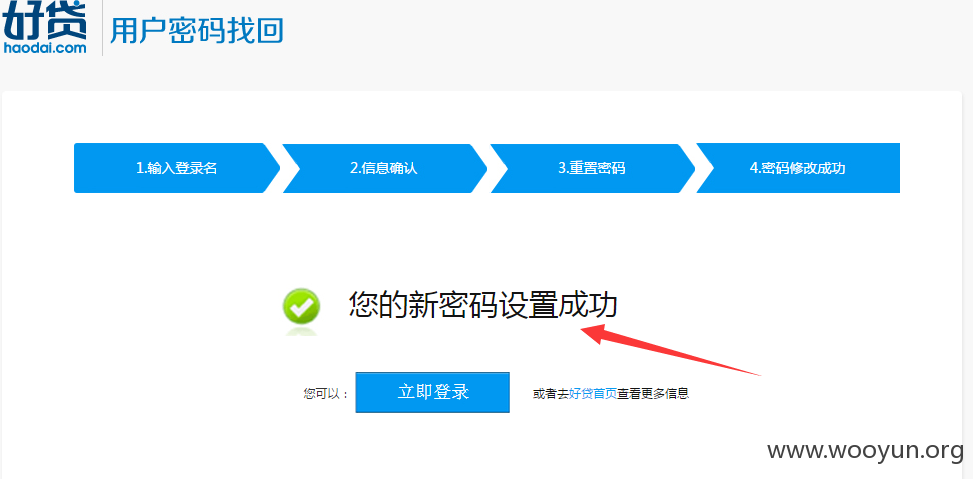 好贷 用户密码找回
haodai.com
1.输入登录名 2.信息确认 3.重置密码 4.密码修改成功
您的新密码设置成功
您可以： 立即登录 或者去好贷首页查看更多信息
www.wooyun.org